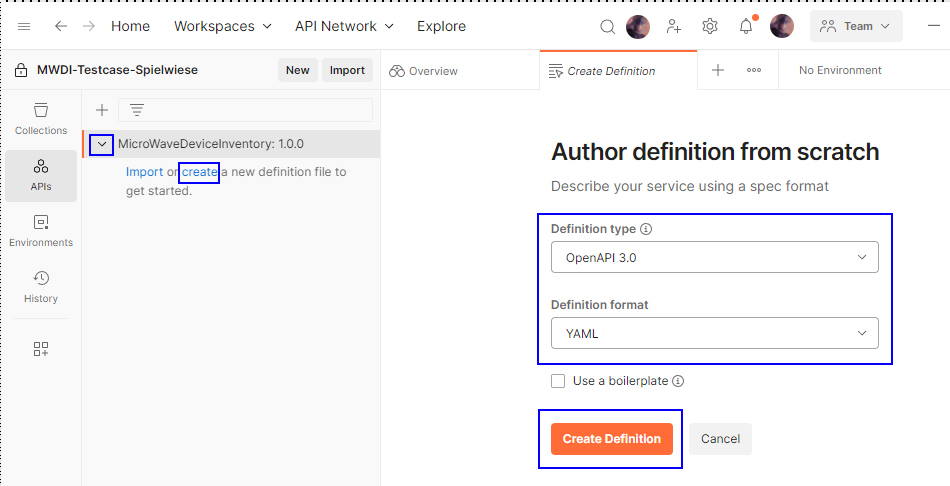 Home Workspaces API Network Explore Team
MWDI-Testcase-Spielwiese New Import Overview Create Definition No Environment
Collections
APIs
Environments
History
MicroWaveDeviceInventory: 1.0.0
Import or create a new definition file to
get started.
Author definition from scratch
Describe your service using a spec format
Definition type
OpenAPI 3.0
Definition format
YAML
Use a boilerplate
Create Definition Cancel